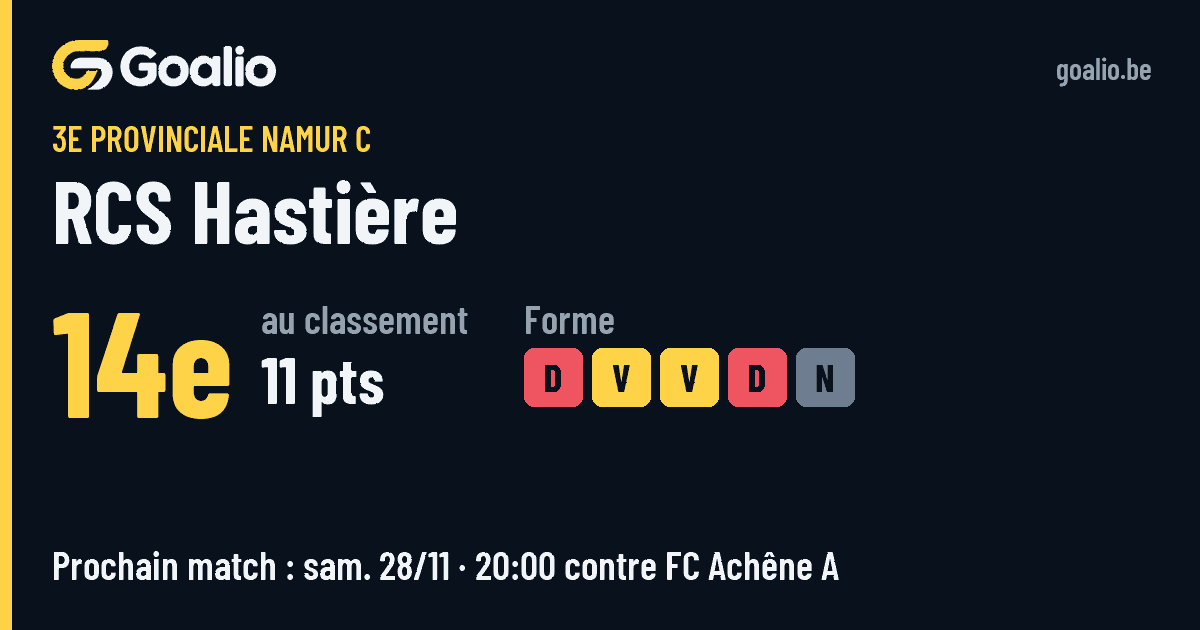 Goalio
goalio.be
3E PROVINCIALE NAMUR C
RCS Hastière
14e
au classement
11 pts
Forme
D V V D N
Prochain match : sam. 28/11 · 20:00 contre FC Achêne A